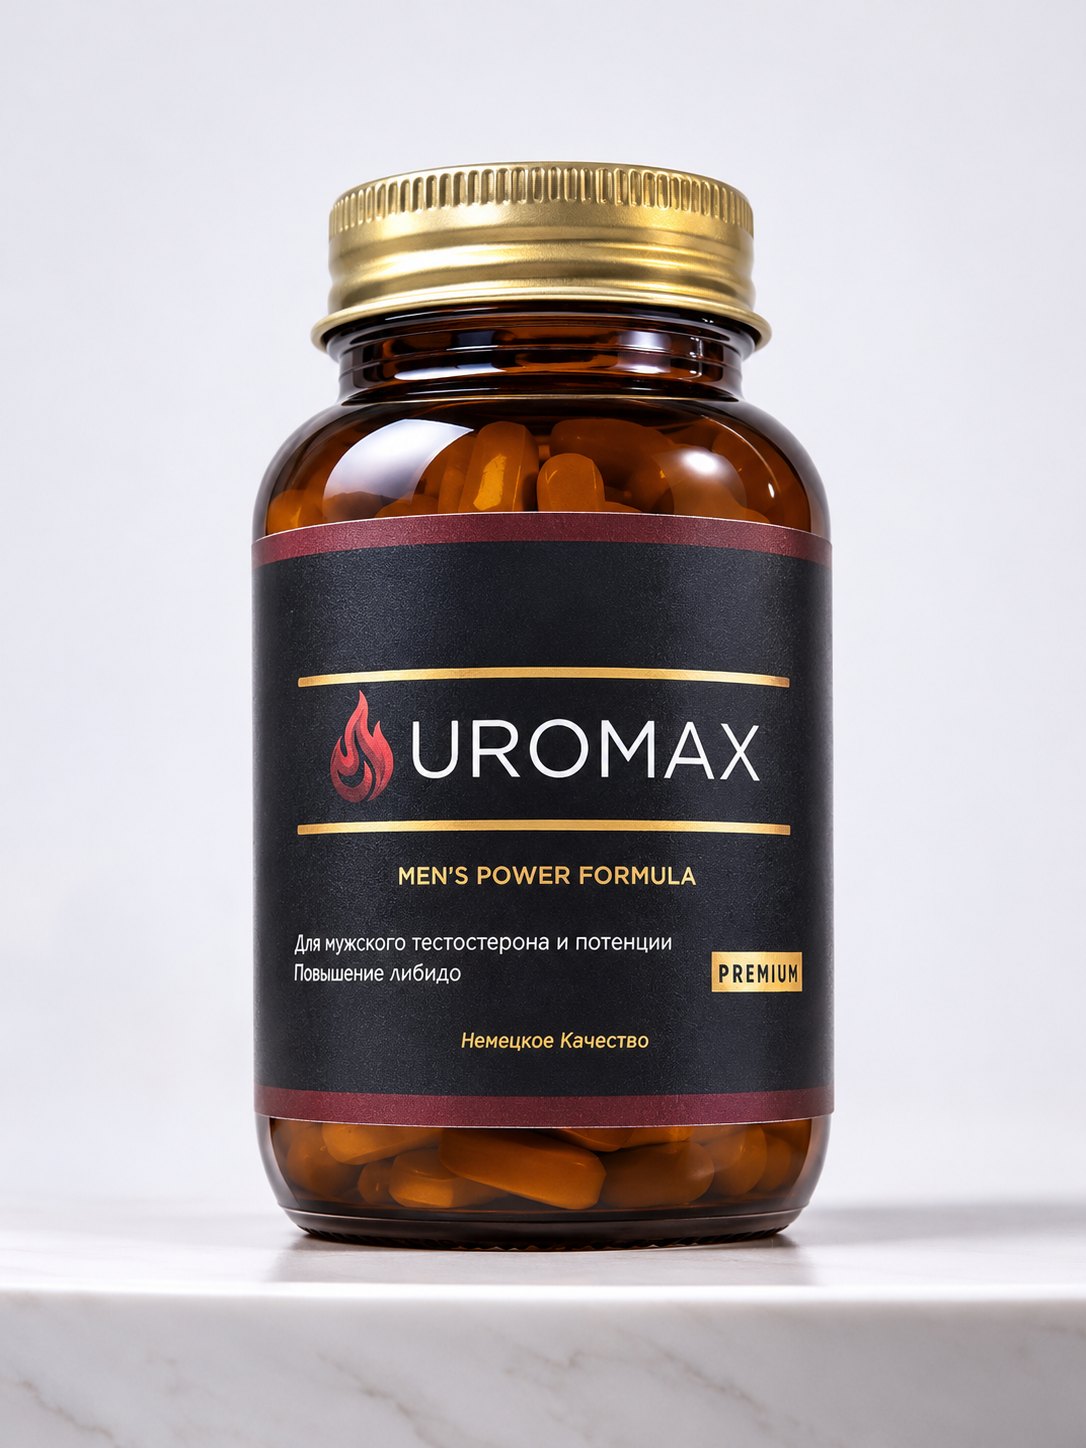 UROMAX
MEN'S POWER FORMULA
Для мужского тестостерона и потенции
Повышение либидо
PREMIUM
Немецкое Качество